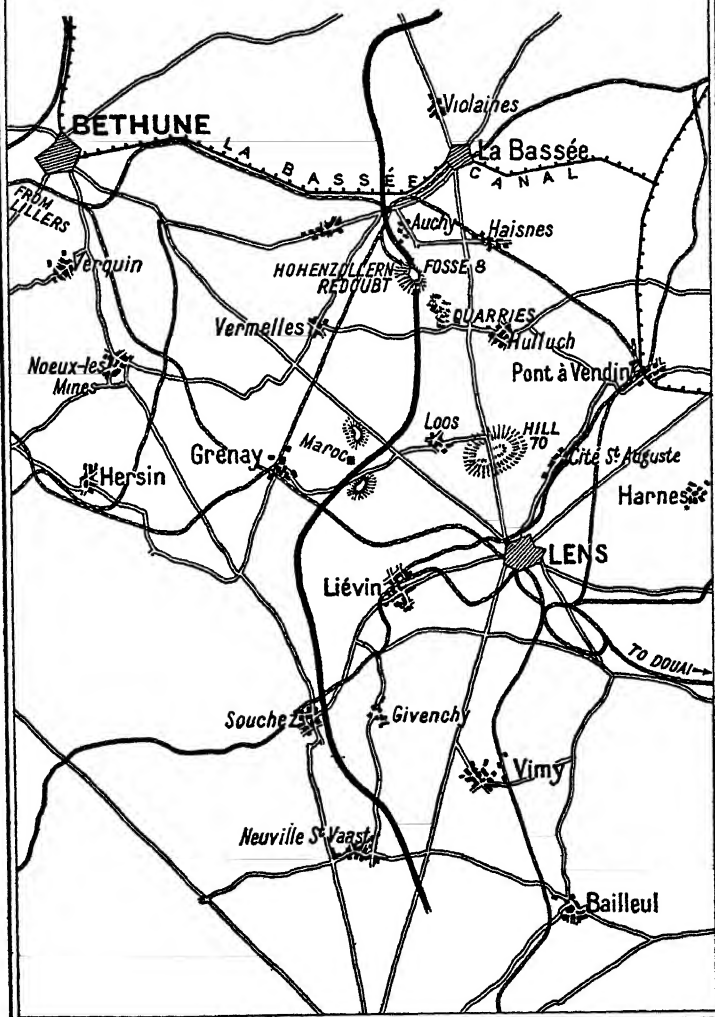 Violaines
BETHUNE
LA BASSÉE CANAL
La Bassée
FROM
LILLERS
Auchy
Haisnes
Verquin
HOHENZOLLERN
REDOUBT
FOSSE 8
QUARRIES
Vermelles
Hulluch
Noeux-les
Mines
Pont à Vendin
Loos
HILL
70
Maroc
Grenay
Cité St Auguste
Hersin
Harnes
LENS
Liévin
TO DOUAI
Souchez
Givenchy
Vimy
Neuville St Vaast
Bailleul